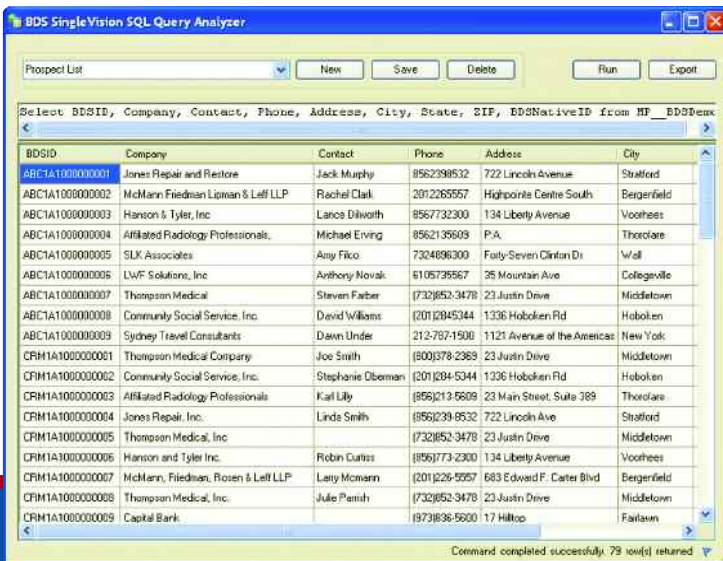 BDS SingleVision SQL Query Analyzer
Prospect List New Save Delete Run Export
Select BDSID, Company, Contact, Phone, Address, City, State, ZIP, BDSNativeID from MP__BDSDemo
BDSID Company Contact Phone Address City
ABC1A1000000001 Jones Repair and Restore Jack Murphy 8562398532 722 Lincoln Avenue Stratford
ABC1A1000000002 McMann Friedman Lipman & Leff LLP Rachel Clark 2012265557 Highpointe Centre South Bergenfield
ABC1A1000000003 Hanson & Tyler, Inc Lance Dilworth 8567732300 134 Liberty Avenue Voorhees
ABC1A1000000004 Affiliated Radiology Professionals, Michael Erving 8562135609 P.A. Thorofare
ABC1A1000000005 SLK Associates Amy Filco 7324896300 Forty-Seven Clinton Dr Wall
ABC1A1000000006 LWF Solutions, Inc Anthony Novak 6105735567 35 Mountain Ave Collegeville
ABC1A1000000007 Thompson Medical Steven Farber (732)852-3478 23 Justin Drive Middletown
ABC1A1000000008 Community Social Service, Inc. David Williams (201)2845344 1336 Hoboken Rd Hoboken
ABC1A1000000009 Sydney Travel Consultants Dawn Under 212-787-1500 1121 Avenue of the Americas New York
CRM1A1000000001 Thompson Medical Company Joe Smith (800)378-2369 23 Justin Drive Middletown
CRM1A1000000002 Community Social Service, Inc. Stephanie Oberman (201)284-5344 1336 Hoboken Rd Hoboken
CRM1A1000000003 Affiliated Radiology Professionals Karl Lilly (856)213-5609 23 Main Street, Suite 389 Thorofare
CRM1A1000000004 Jones Repair, Inc. Linda Smith (856)239-8532 722 Lincoln Ave Stratford
CRM1A1000000005 Thompson Medical, Inc (732)852-3478 23 Justin Drive Middletown
CRM1A1000000006 Hanson and Tyler Inc. Robin Curtiss (856)773-2300 134 Liberty Avenue Voorhees
CRM1A1000000007 McMann, Friedman, Rosen & Leff LLP Larry Mcmann (201)226-5557 683 Edward F. Carter Blvd Bergenfield
CRM1A1000000008 Thompson Medical, Inc. Julie Parrish (732)852-3478 23 Justin Drive Middletown
CRM1A1000000009 Capital Bank (973)836-5600 17 Hilltop Fairlawn
Command completed successfully. 79 row(s) returned